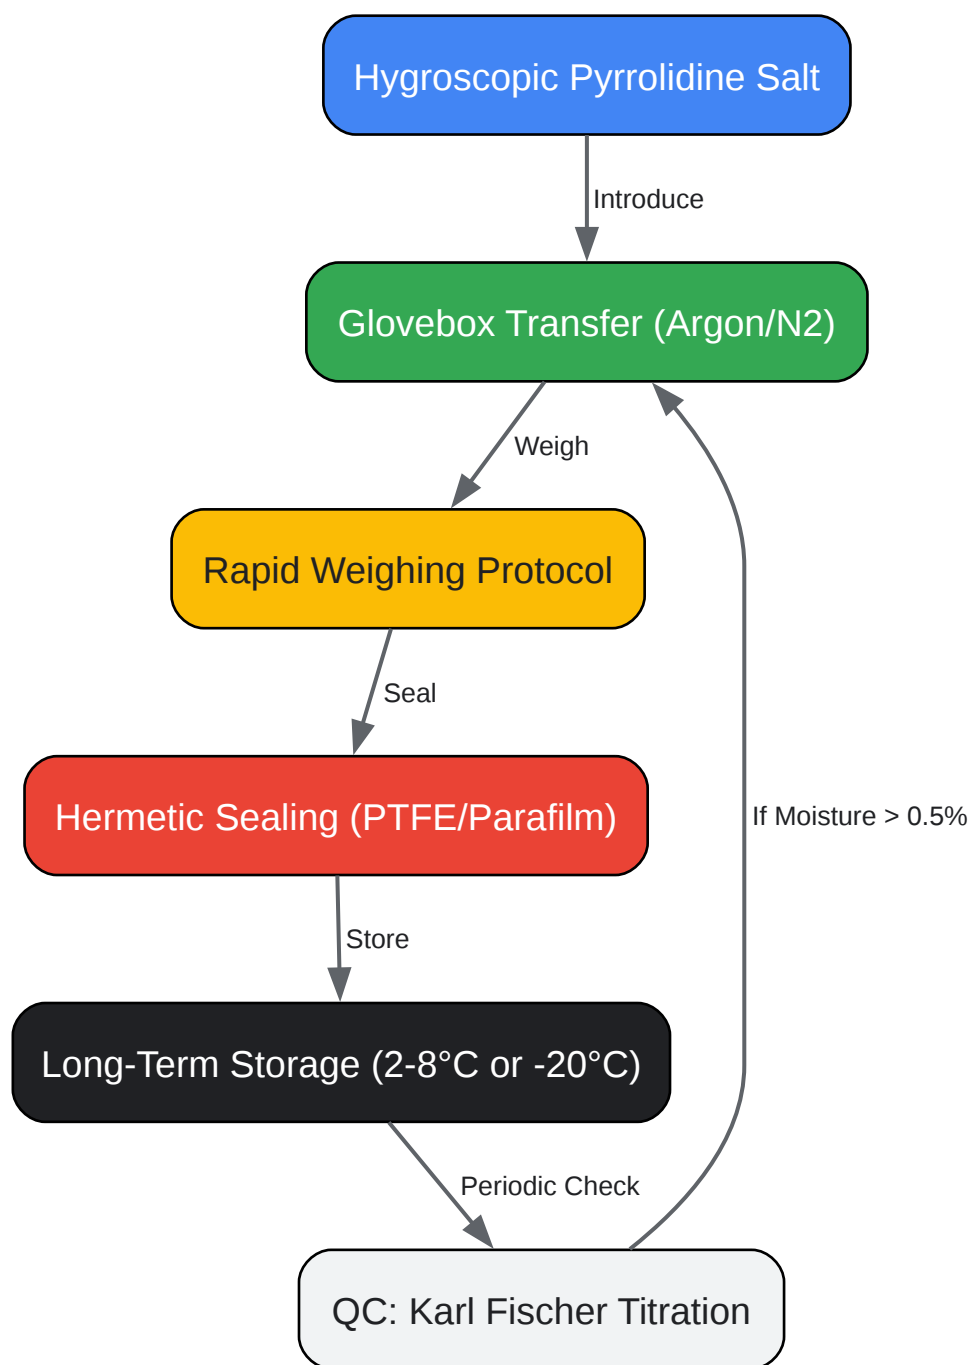 Hygroscopic Pyrrolidine Salt
Introduce
Glovebox Transfer (Argon/N2)
Weigh
Rapid Weighing Protocol
Seal
Hermetic Sealing (PTFE/Parafilm)
If Moisture > 0.5%
Store
Long-Term Storage (2-8°C or -20°C)
Periodic Check
QC: Karl Fischer Titration